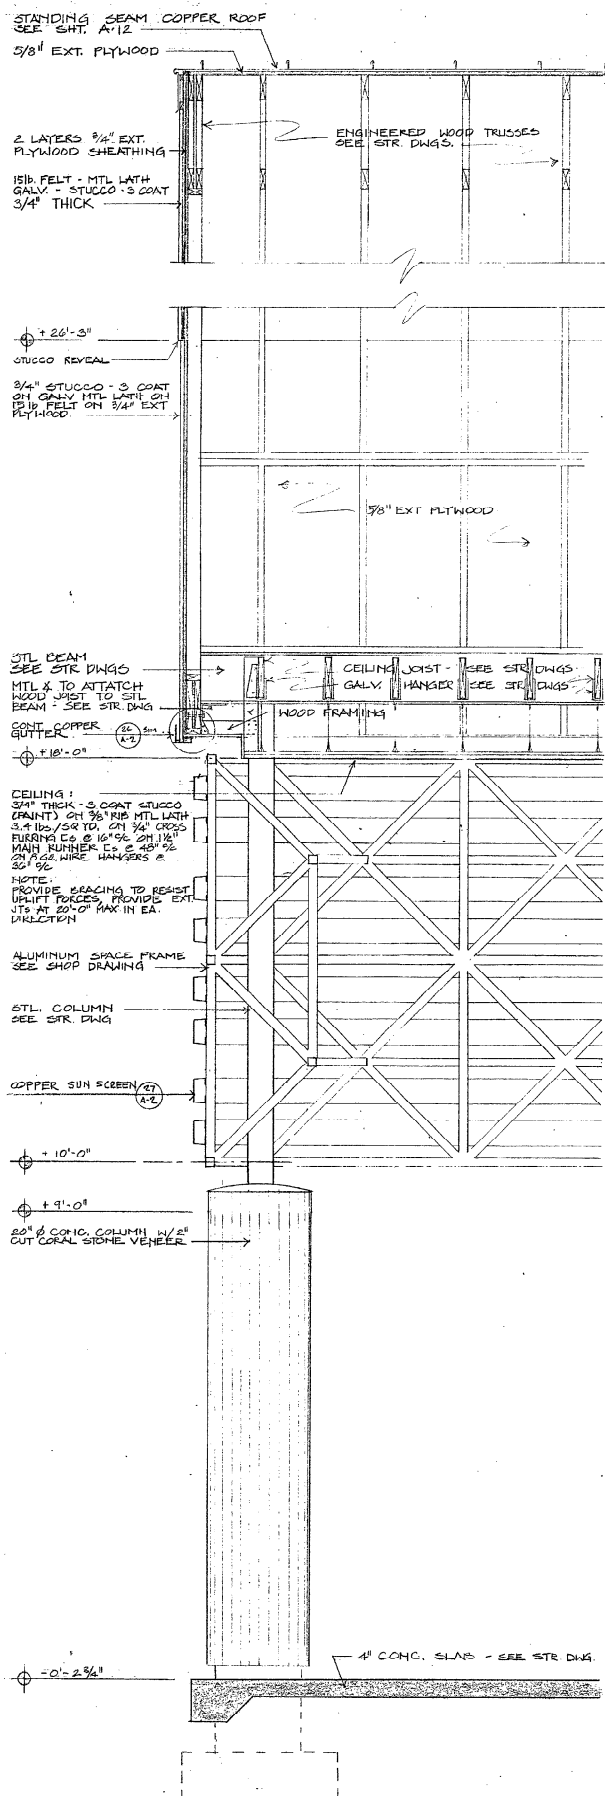 STANDING SEAM COPPER ROOF
SEE SHT. A-12
5/8" EXT. PLYWOOD
2 LAYERS 3/4" EXT.
PLYWOOD SHEATHING
ENGINEERED WOOD TRUSSES
SEE STR. DWGS.
15lb. FELT - MTL LATH
GALV. - STUCCO - 3 COAT
3/4" THICK
+ 26'-3"
STUCCO REVEAL
3/4" STUCCO - 3 COAT
ON GALV MTL LATH ON
15 lb FELT ON 3/4" EXT
PLYWOOD
5/8" EXT PLYWOOD
STL BEAM
SEE STR DWGS
CEILING JOIST - SEE STR DWGS.
GALV. HANGER SEE STR DWGS.
MTL TO ATTATCH
WOOD JOIST TO STL
BEAM - SEE STR. DWG
WOOD FRAMING
CONT. COPPER
GUTTER
26
A-2
+18'-0"
CEILING :
3/4" THICK - 3 COAT STUCCO
(PAINT) ON 3/8" RIB MTL LATH
3.4 lbs/SQ YD, ON 3/4" CROSS
FURRING Cs @ 16" o/c ON 1 1/2"
MAIN RUNNER Cs @ 48" o/c
ON 8 GA. WIRE HANGERS @
36" o/c
NOTE:
PROVIDE BRACING TO RESIST
UPLIFT FORCES, PROVIDE EXT.
JTS AT 20'-0" MAX IN EA.
DIRECTION
ALUMINUM SPACE FRAME
SEE SHOP DRAWING
STL. COLUMN
SEE STR. DWG
COPPER SUN SCREEN
27
A-2
+ 10'-0"
+ 9'-0"
20" Ø CONC. COLUMN W/ 2"
CUT CORAL STONE VENEER
4" CONC. SLAB - SEE STR DWG.
-0'-2 3/4"